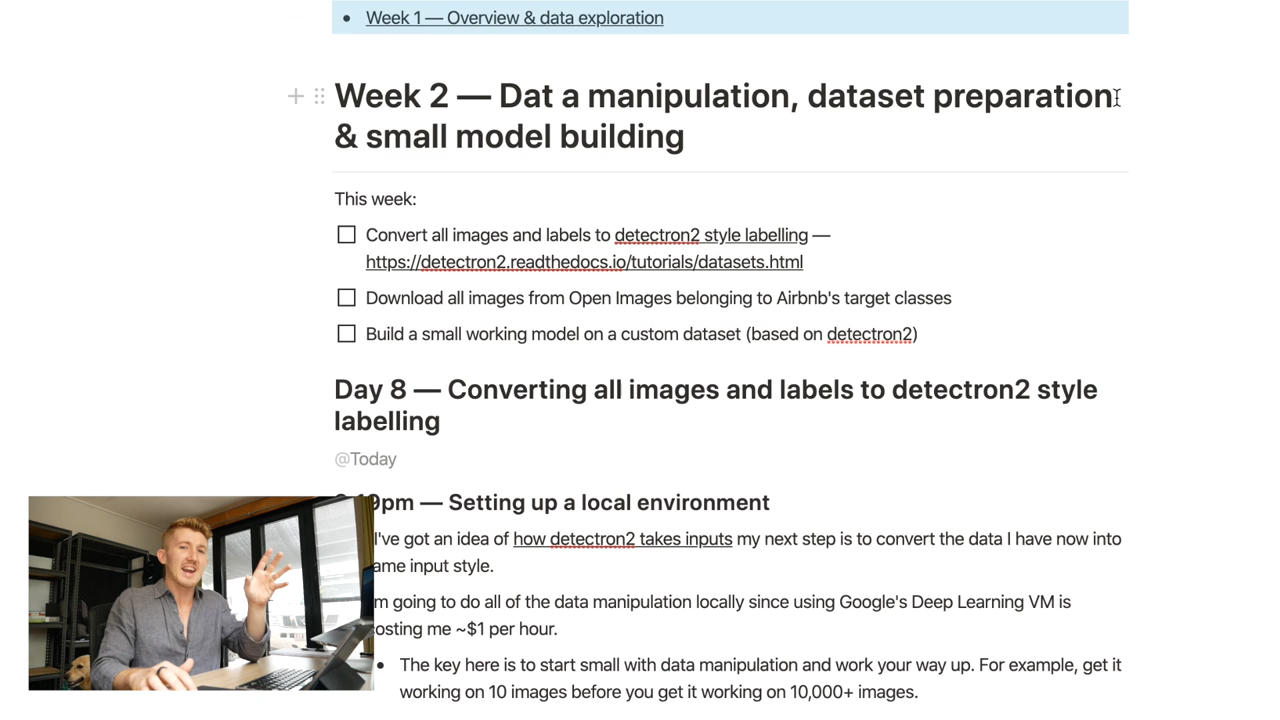 Week 1 — Overview & data exploration
Week 2 — Dat a manipulation, dataset preparation
& small model building
This week:
Convert all images and labels to detectron2 style labelling —
https://detectron2.readthedocs.io/tutorials/datasets.html
Download all images from Open Images belonging to Airbnb's target classes
Build a small working model on a custom dataset (based on detectron2)
Day 8 — Converting all images and labels to detectron2 style
labelling
@Today
pm — Setting up a local environment
I've got an idea of how detectron2 takes inputs my next step is to convert the data I have now into
ame input style.
m going to do all of the data manipulation locally since using Google's Deep Learning VM is
costing me ~$1 per hour.
The key here is to start small with data manipulation and work your way up. For example, get it
working on 10 images before you get it working on 10,000+ images.